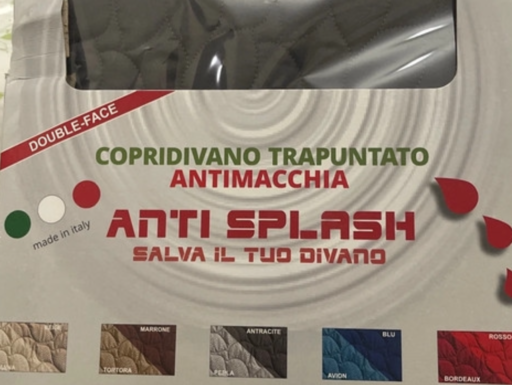 DOUBLE-FACE
COPRIDIVANO TRAPUNTATO
ANTIMACCHIA
made in italy
ANTI SPLASH
SALVA IL TUO DIVANO
MARRONE
TORTORA
ANTRACITE
PERLA
BLU
AVION
ROSSO
BORDEAUX